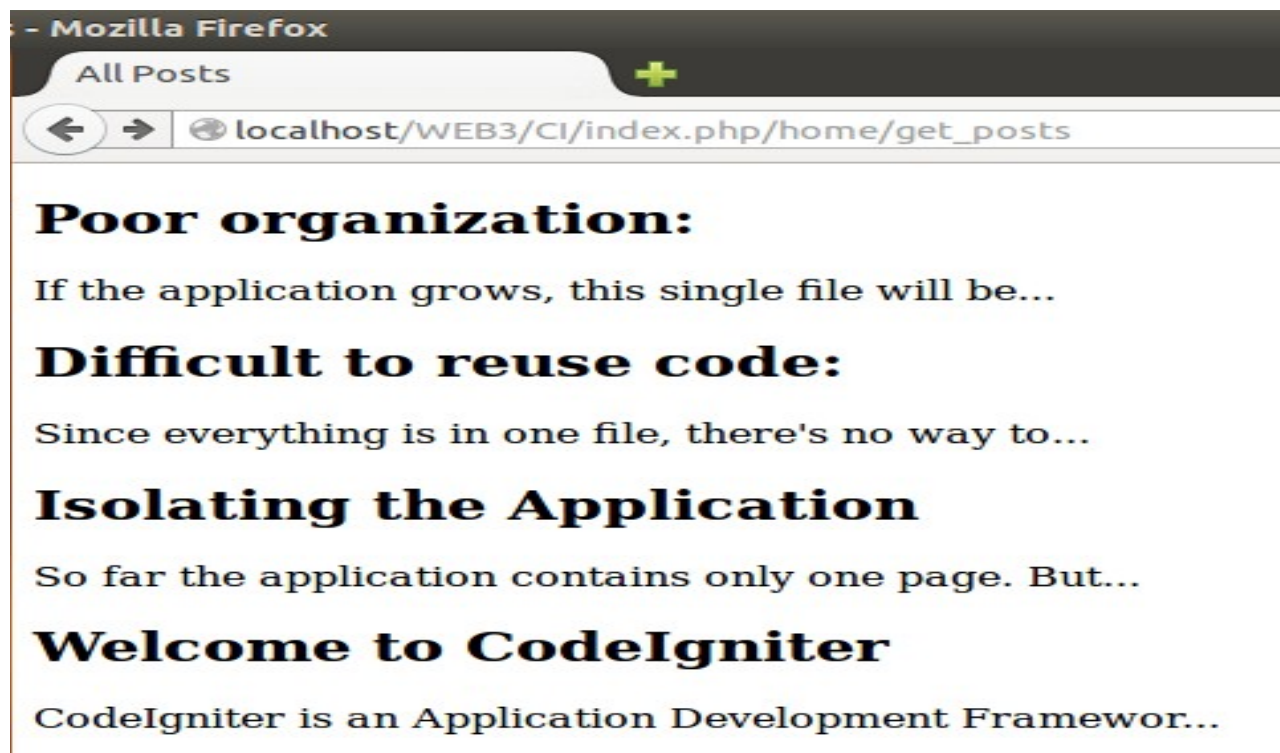 - Mozilla Firefox
All Posts
localhost/WEB3/CI/index.php/home/get_posts
Poor organization:
If the application grows, this single file will be...
Difficult to reuse code:
Since everything is in one file, there's no way to...
Isolating the Application
So far the application contains only one page. But...
Welcome to CodeIgniter
CodeIgniter is an Application Development Framewor...